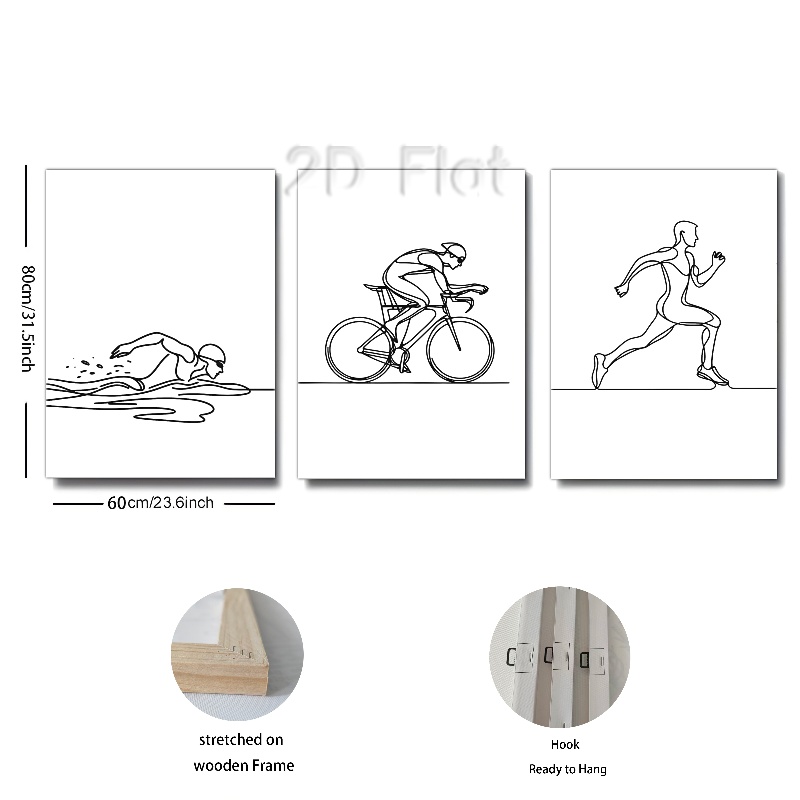 2D Flat
80cm/31.5inch
60cm/23.6inch
stretched on
wooden Frame
Hook
Ready to Hang